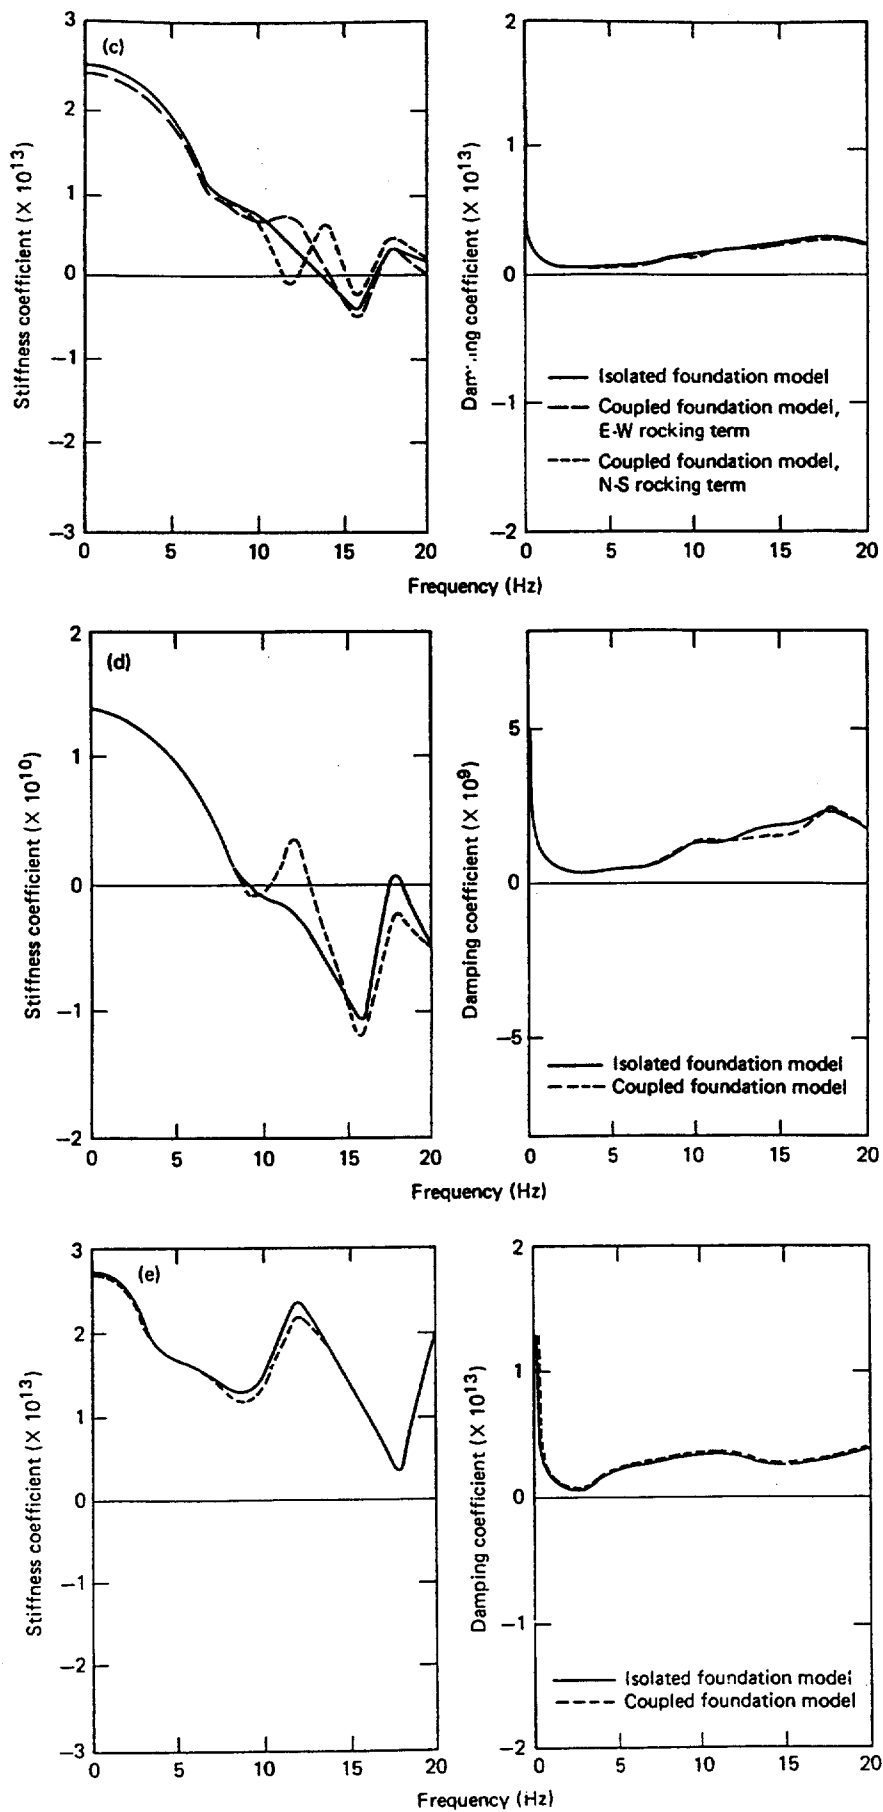 (c)
Stiffness coefficient (X 10^13)
3
2
1
0
−1
−2
−3
0 5 10 15 20
Damping coefficient (X 10^13)
2
1
0
−1
−2
0 5 10 15 20
Isolated foundation model
Coupled foundation model,
E-W rocking term
Coupled foundation model,
N-S rocking term
Frequency (Hz)
(d)
Stiffness coefficient (X 10^10)
2
1
0
−1
−2
0 5 10 15 20
Damping coefficient (X 10^9)
5
0
−5
0 5 10 15 20
Isolated foundation model
Coupled foundation model
Frequency (Hz)
(e)
Stiffness coefficient (X 10^13)
3
2
1
0
−1
−2
−3
0 5 10 15 20
Damping coefficient (X 10^13)
2
1
0
−1
−2
0 5 10 15 20
Isolated foundation model
Coupled foundation model
Frequency (Hz)